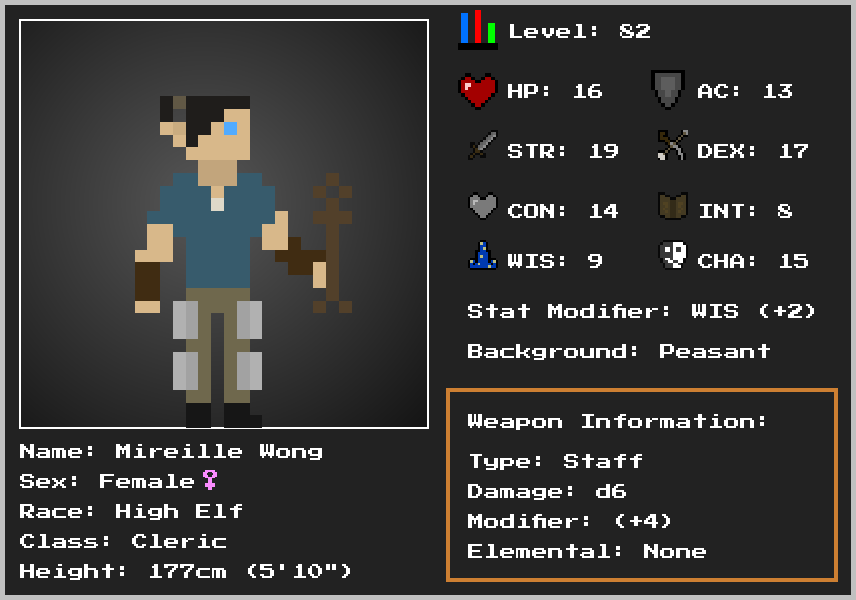 Level: 82
HP: 16 AC: 13
STR: 19 DEX: 17
CON: 14 INT: 8
WIS: 9 CHA: 15
Stat Modifier: WIS (+2)
Background: Peasant
Weapon Information:
Type: Staff
Damage: d6
Modifier: (+4)
Elemental: None
Name: Mireille Wong
Sex: Female♀
Race: High Elf
Class: Cleric
Height: 177cm (5'10")